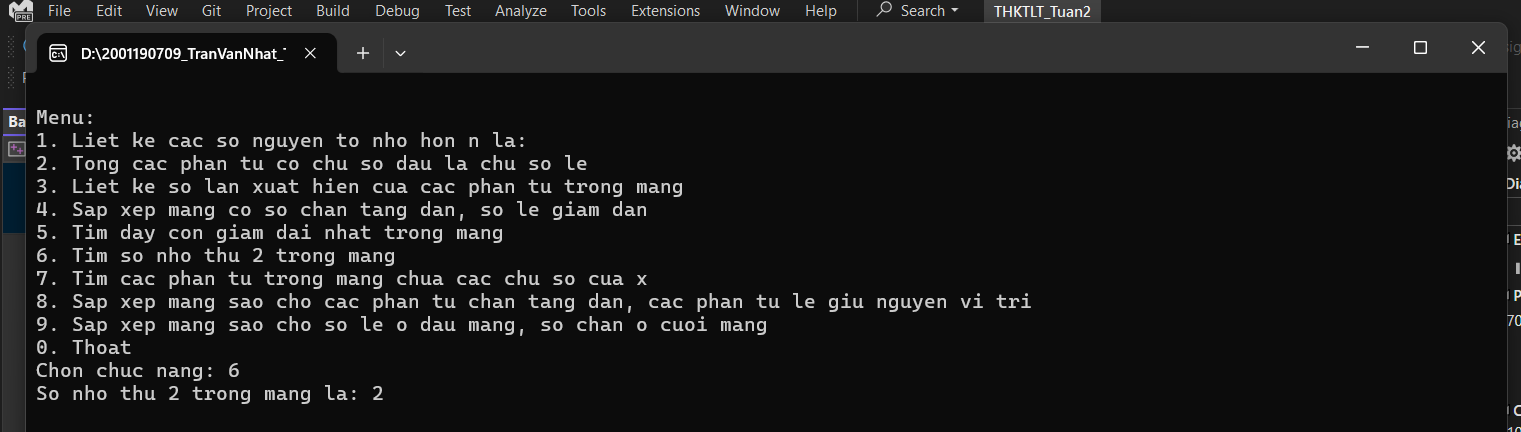 File Edit View Git Project Build Debug Test Analyze Tools Extensions Window Help Search THKTLT_Tuan2
PRE
D:\2001190709_TranVanNhat_
Ba
Menu:
1. Liet ke cac so nguyen to nho hon n la:
2. Tong cac phan tu co chu so dau la chu so le
3. Liet ke so lan xuat hien cua cac phan tu trong mang
4. Sap xep mang co so chan tang dan, so le giam dan
5. Tim day con giam dai nhat trong mang
6. Tim so nho thu 2 trong mang
7. Tim cac phan tu trong mang chua cac chu so cua x
8. Sap xep mang sao cho cac phan tu chan tang dan, cac phan tu le giu nguyen vi tri
9. Sap xep mang sao cho so le o dau mang, so chan o cuoi mang
0. Thoat
Chon chuc nang: 6
So nho thu 2 trong mang la: 2